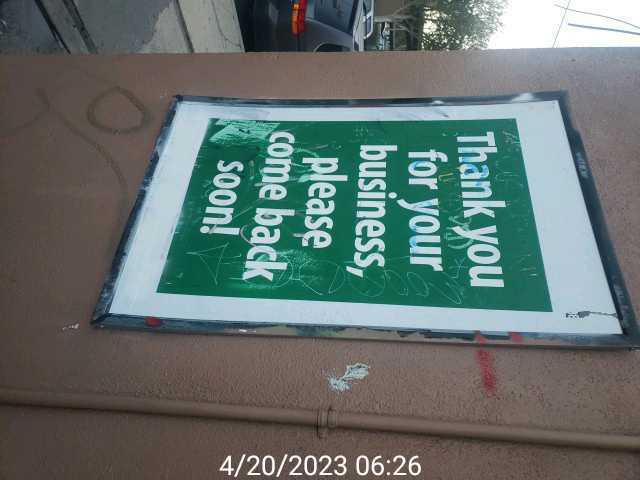 Thank you
for your
business,
please
come back
soon!
4/20/2023 06:26